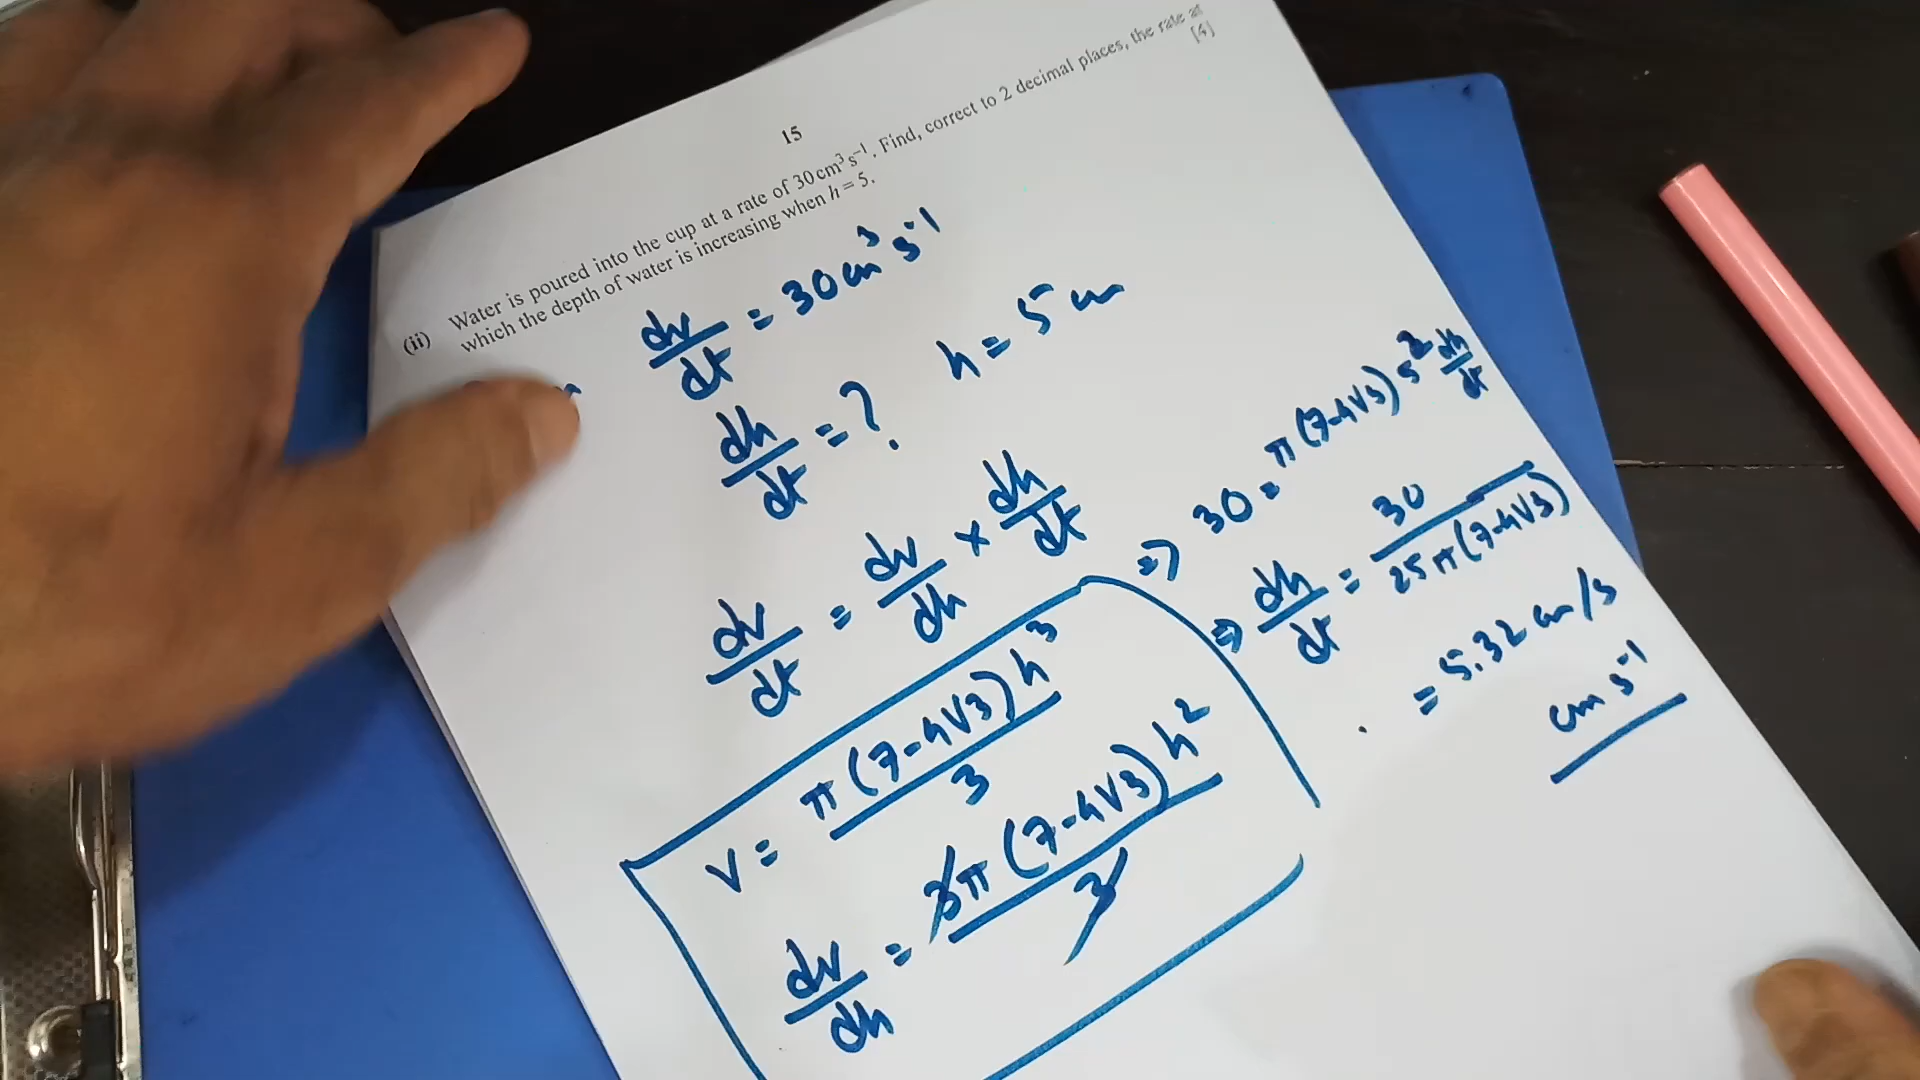 15
(ii) Water is poured into the cup at a rate of 30 cm³ s⁻¹. Find, correct to 2 decimal places, the rate at
which the depth of water is increasing when h = 5. [4]
dv/dt = 30 cm³ s⁻¹
dh/dt = ? h = 5 cm
dv/dt = dv/dh × dh/dt
V = π(7-4√3)h³/3
dv/dh = 3π(7-4√3)h²/3
=> 30 = π(7-4√3) 5² dh/dt
=> dh/dt = 30/25π(7-4√3)
= 5.32 cm/s
cm s⁻¹